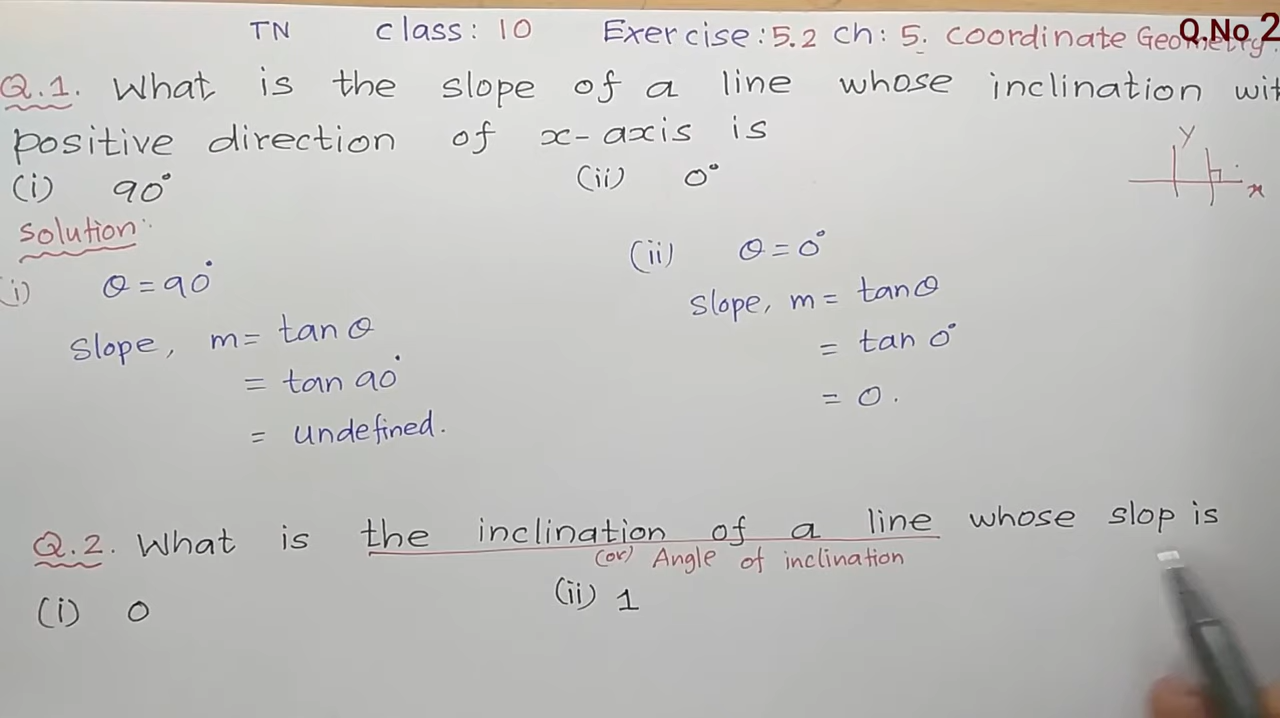 TN class: 10 Exercise: 5.2 ch: 5. coordinate Geometry.
Q.No 2
Q.1. What is the slope of a line whose inclination wit
positive direction of x-axis is
(i) 90° (ii) 0°
y
x
solution:
(i) θ = 90°
slope, m = tan θ
= tan 90°
= undefined.
(ii) θ = 0°
slope, m = tan θ
= tan 0°
= 0.
Q.2. What is the inclination of a line whose slop is
(or) Angle of inclination
(i) 0 (ii) 1